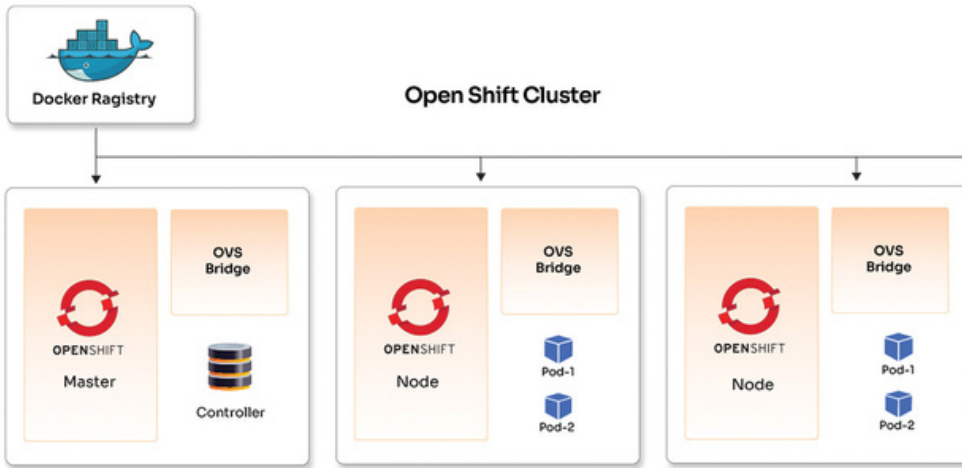 Docker Ragistry
Open Shift Cluster
OPENSHIFT
Master
OVS
Bridge
Controller
OPENSHIFT
Node
OVS
Bridge
Pod-1
Pod-2
OPENSHIFT
Node
OVS
Bridge
Pod-1
Pod-2